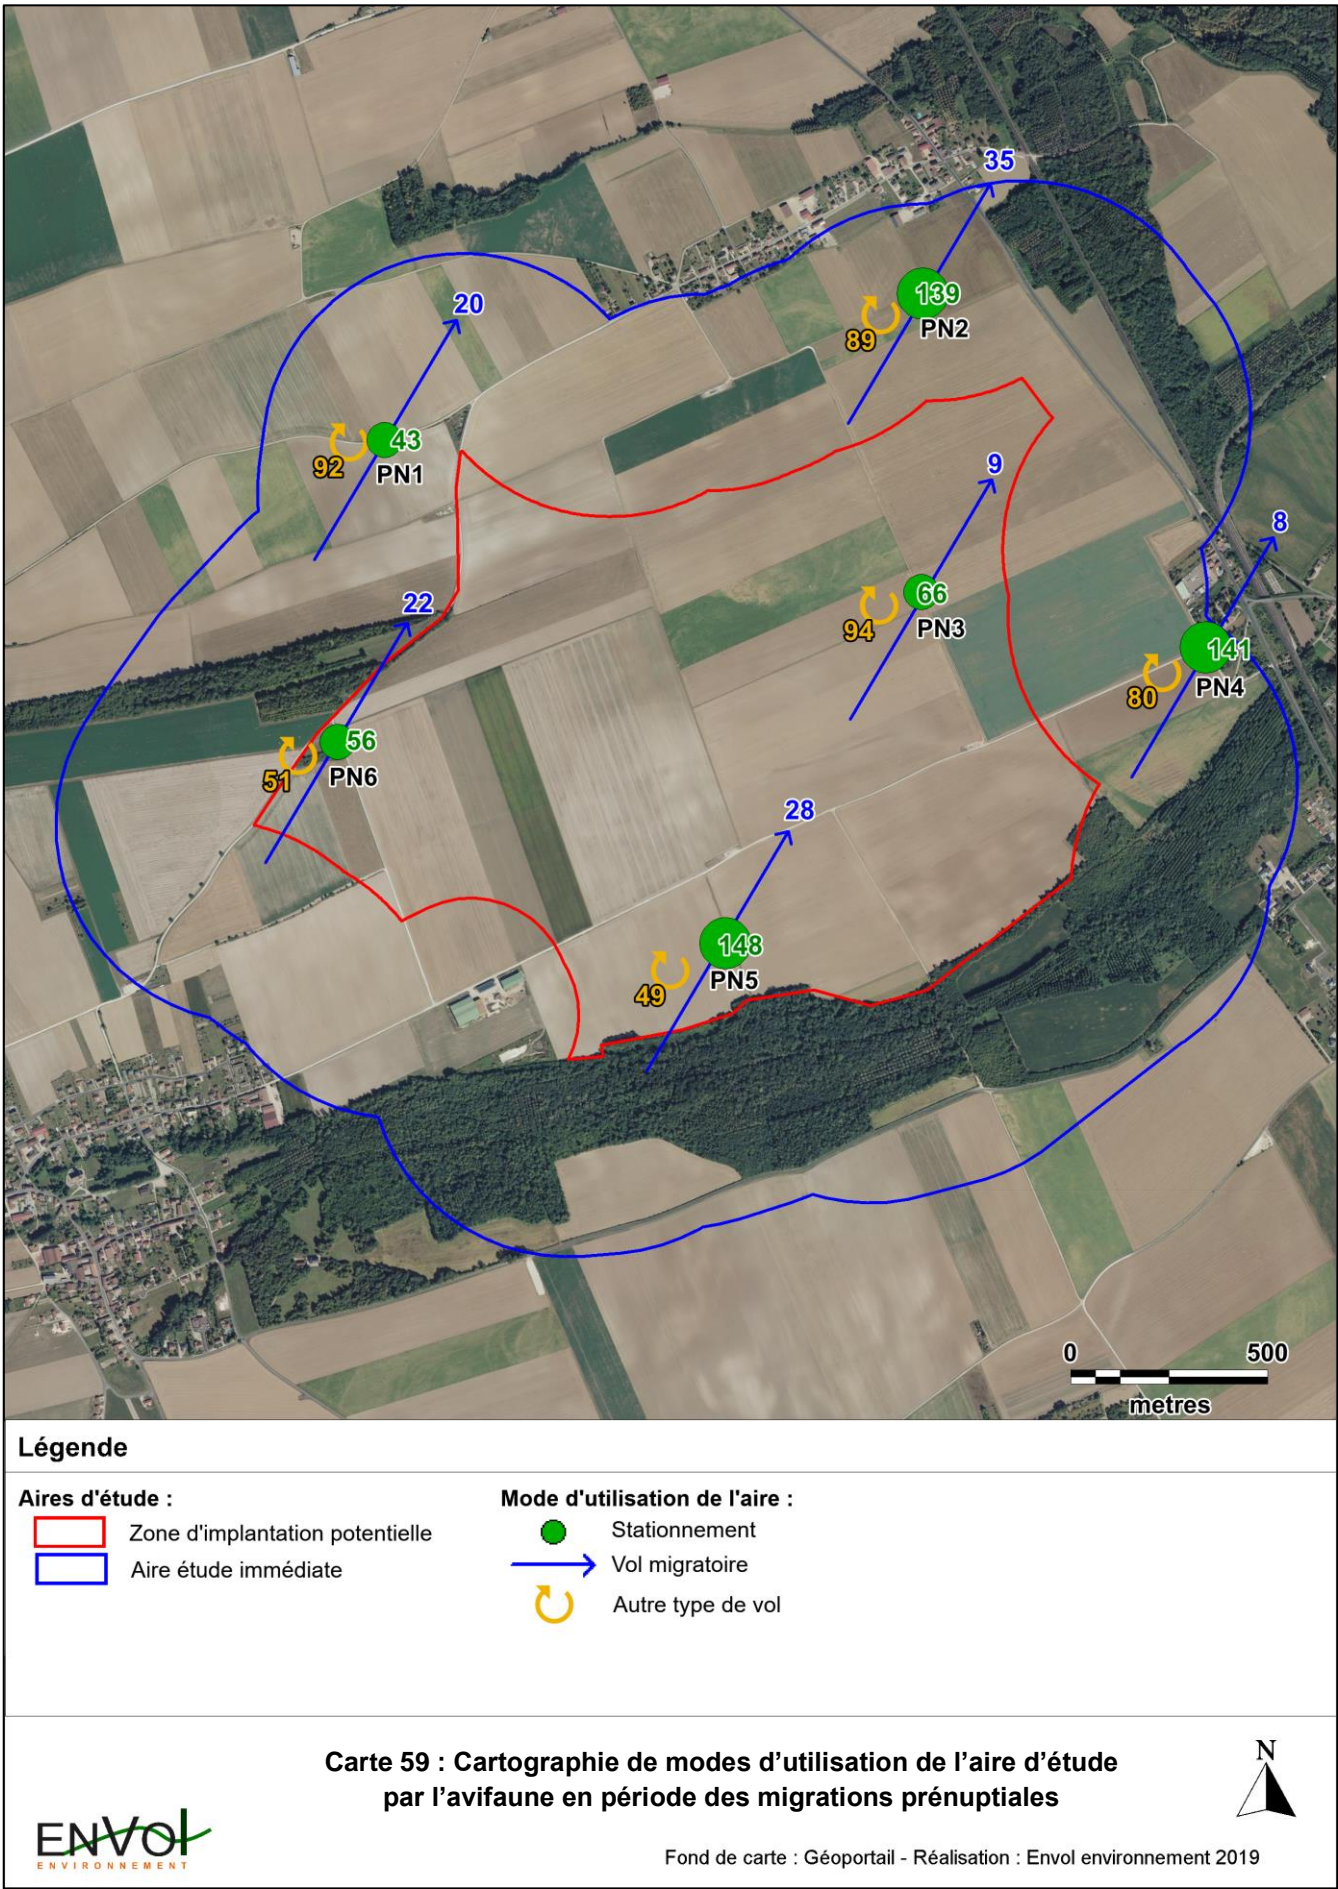 35
20
139
PN2
89
43
PN1
92
9
8
66
PN3
94
22
141
PN4
80
56
PN6
51
28
148
PN5
49
0 500
metres
Légende
Aires d'étude :
Zone d'implantation potentielle
Aire étude immédiate
Mode d'utilisation de l'aire :
Stationnement
Vol migratoire
Autre type de vol
Carte 59 : Cartographie de modes d'utilisation de l'aire d'étude
par l'avifaune en période des migrations prénuptiales
N
ENVOl
ENVIRONNEMENT
Fond de carte : Géoportail - Réalisation : Envol environnement 2019